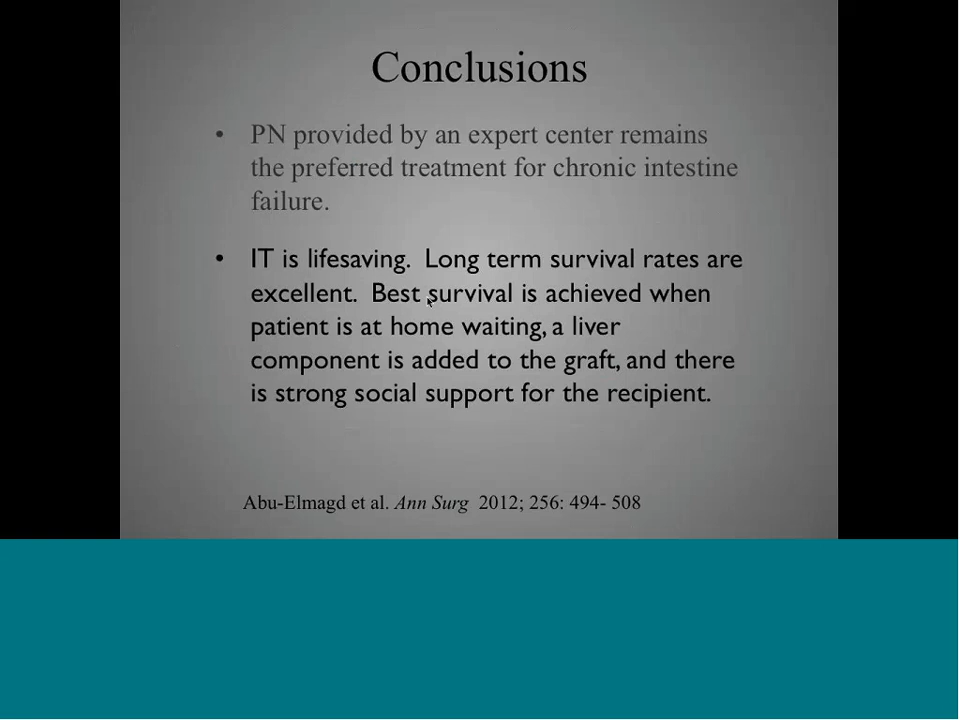 Conclusions
• PN provided by an expert center remains
the preferred treatment for chronic intestine
failure.
• IT is lifesaving.  Long term survival rates are
excellent.  Best survival is achieved when
patient is at home waiting, a liver
component is added to the graft, and there
is strong social support for the recipient.
Abu-Elmagd et al. Ann Surg  2012; 256: 494- 508